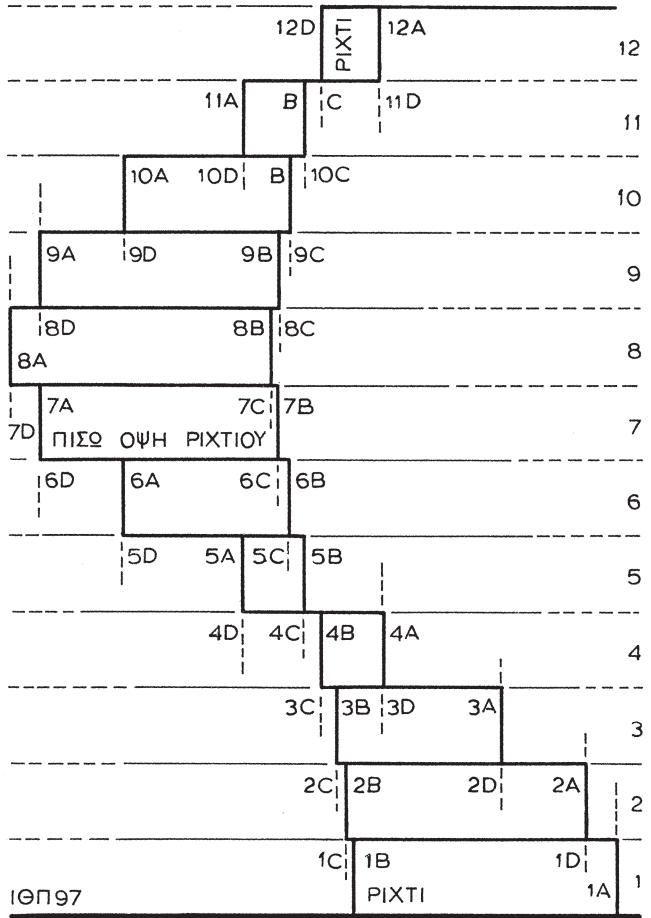 12D ΡΙΧΤΙ 12A 12
11A B C 11D 11
10A 10D B 10C 10
9A 9D 9B 9C 9
8D 8B 8C
8A 8
7A 7C 7B
7D ΠΙΣΩ ΟΨΗ ΡΙΧΤΙΟΥ 7
6D 6A 6C 6B 6
5D 5A 5C 5B 5
4D 4C 4B 4A 4
3C 3B 3D 3A 3
2C 2B 2D 2A 2
1C 1B 1D
ΙΘΠ97 ΡΙΧΤΙ 1A 1